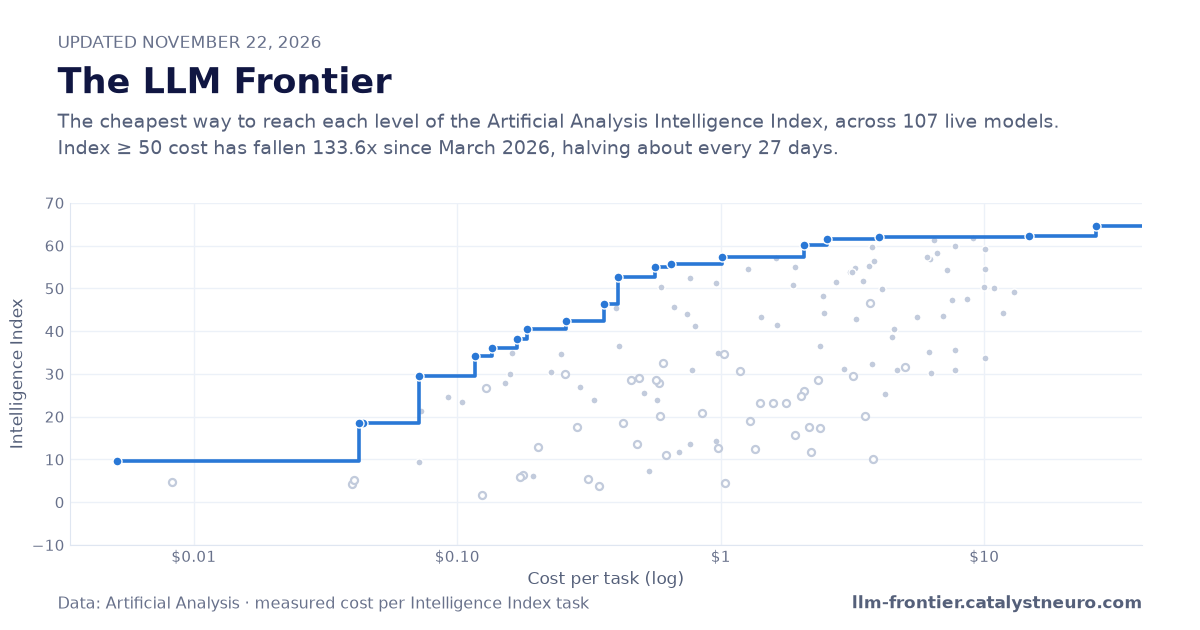 UPDATED NOVEMBER 22, 2026
The LLM Frontier
The cheapest way to reach each level of the Artificial Analysis Intelligence Index, across 107 live models.
Index ≥ 50 cost has fallen 133.6x since March 2026, halving about every 27 days.
70
60
50
40
30
20
10
0
−10
Intelligence Index
$0.01
$0.10
$1
$10
Cost per task (log)
Data: Artificial Analysis · measured cost per Intelligence Index task
llm-frontier.catalystneuro.com